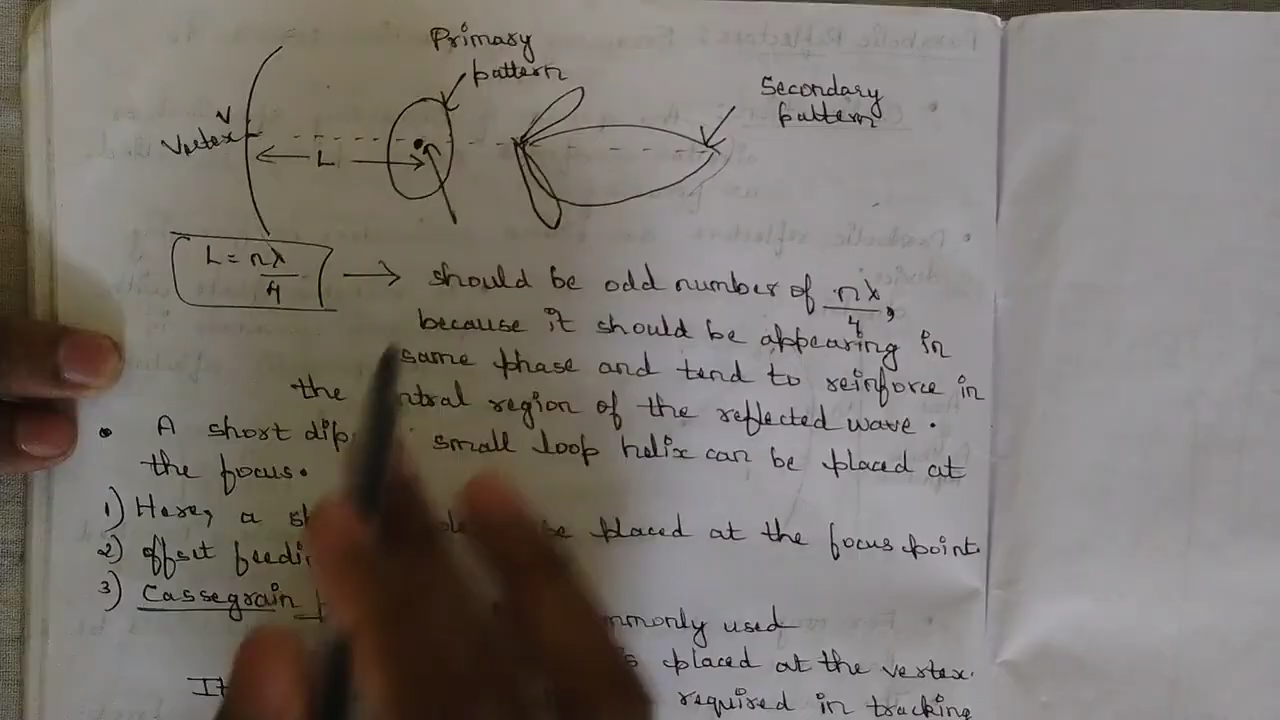 Primary
pattern
Secondary
pattern
V
Vertex
L
L = nλ/4
should be odd number of nλ/4,
because it should be appearing in
same phase and tend to reinforce in
the ntral region of the reflected wave.
• A short dip small loop helix can be placed at
the focus.
1) Here, a be placed at the focus point.
2) offset
3) Cassegrain
mmonly used
placed at the vertex.
It required in tracking